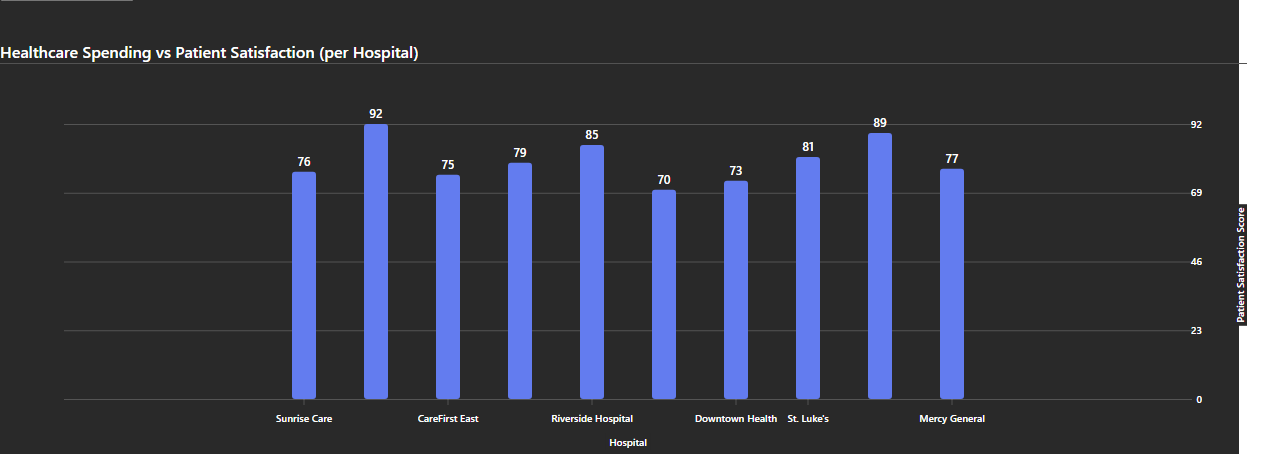 Healthcare Spending vs Patient Satisfaction (per Hospital)
92
89
85
81
79
76
75
77
73
70
92
69
46
23
0
Patient Satisfaction Score
Sunrise Care
CareFirst East
Riverside Hospital
Downtown Health
St. Luke's
Mercy General
Hospital